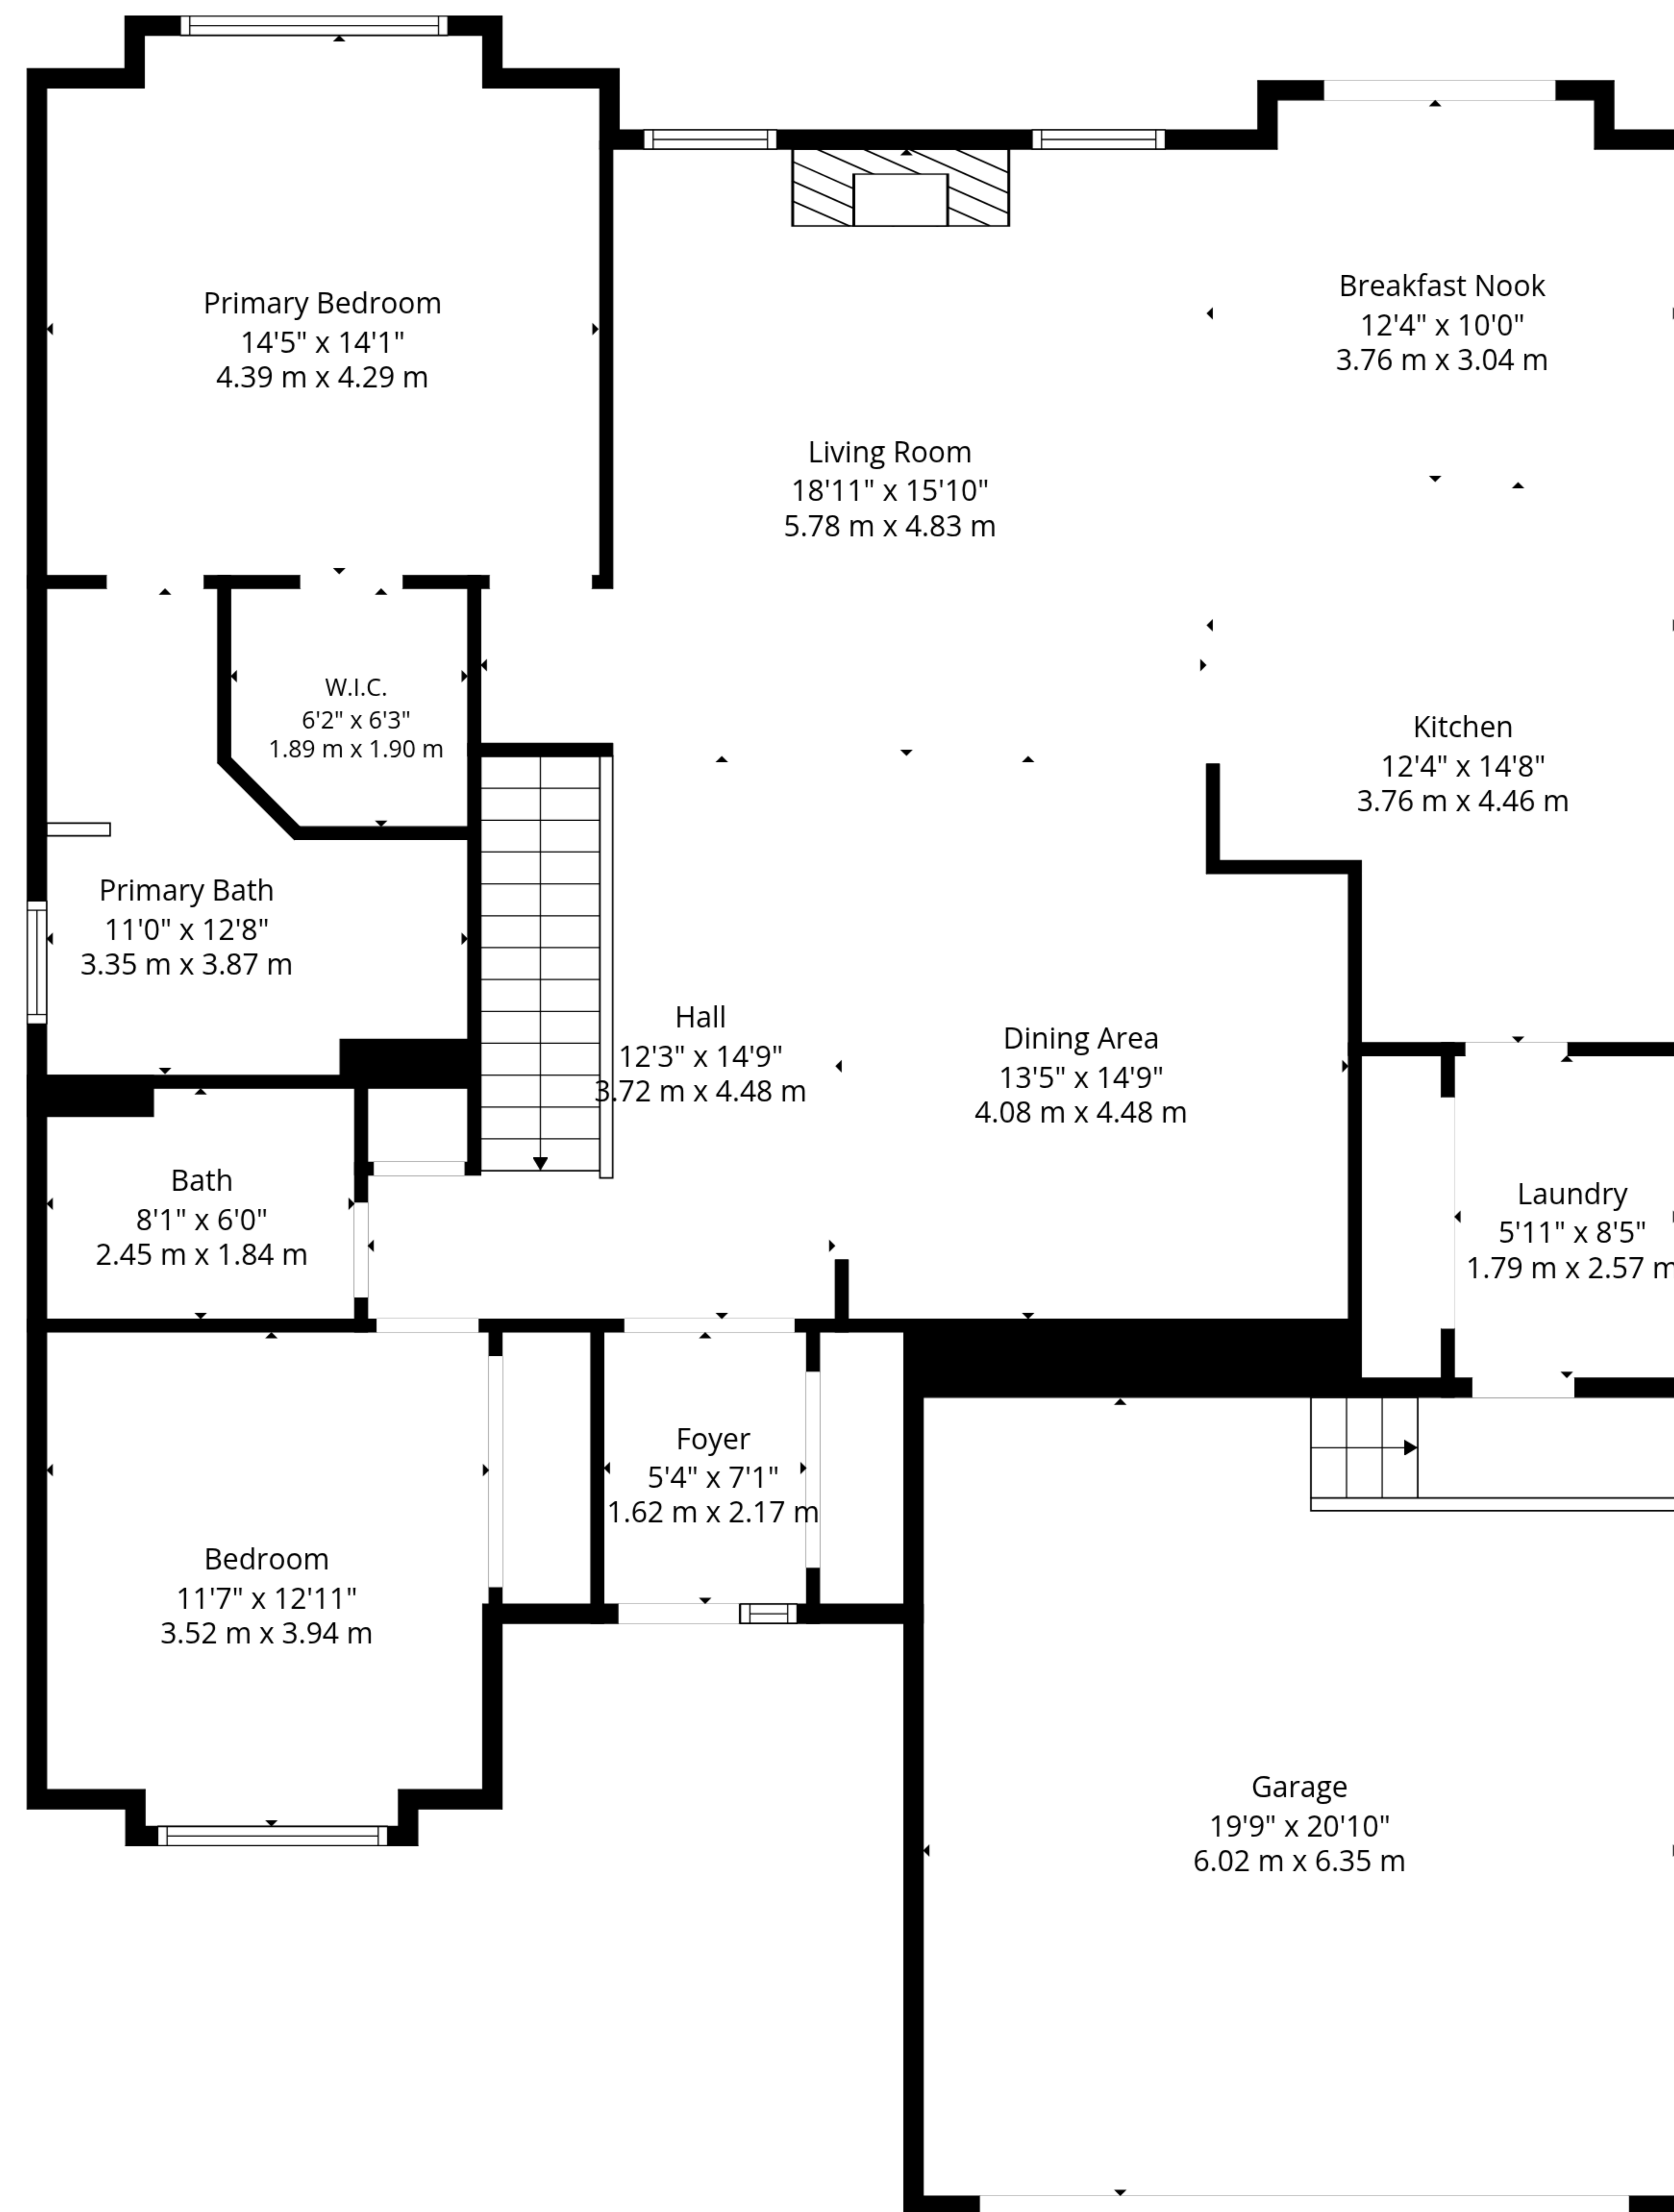 Primary Bedroom
14'5" x 14'1"
4.39 m x 4.29 m
Breakfast Nook
12'4" x 10'0"
3.76 m x 3.04 m
Living Room
18'11" x 15'10"
5.78 m x 4.83 m
W.I.C.
6'2" x 6'3"
1.89 m x 1.90 m
Kitchen
12'4" x 14'8"
3.76 m x 4.46 m
Primary Bath
11'0" x 12'8"
3.35 m x 3.87 m
Hall
12'3" x 14'9"
3.72 m x 4.48 m
Dining Area
13'5" x 14'9"
4.08 m x 4.48 m
Bath
8'1" x 6'0"
2.45 m x 1.84 m
Laundry
5'11" x 8'5"
1.79 m x 2.57 m
Foyer
5'4" x 7'1"
1.62 m x 2.17 m
Bedroom
11'7" x 12'11"
3.52 m x 3.94 m
Garage
19'9" x 20'10"
6.02 m x 6.35 m